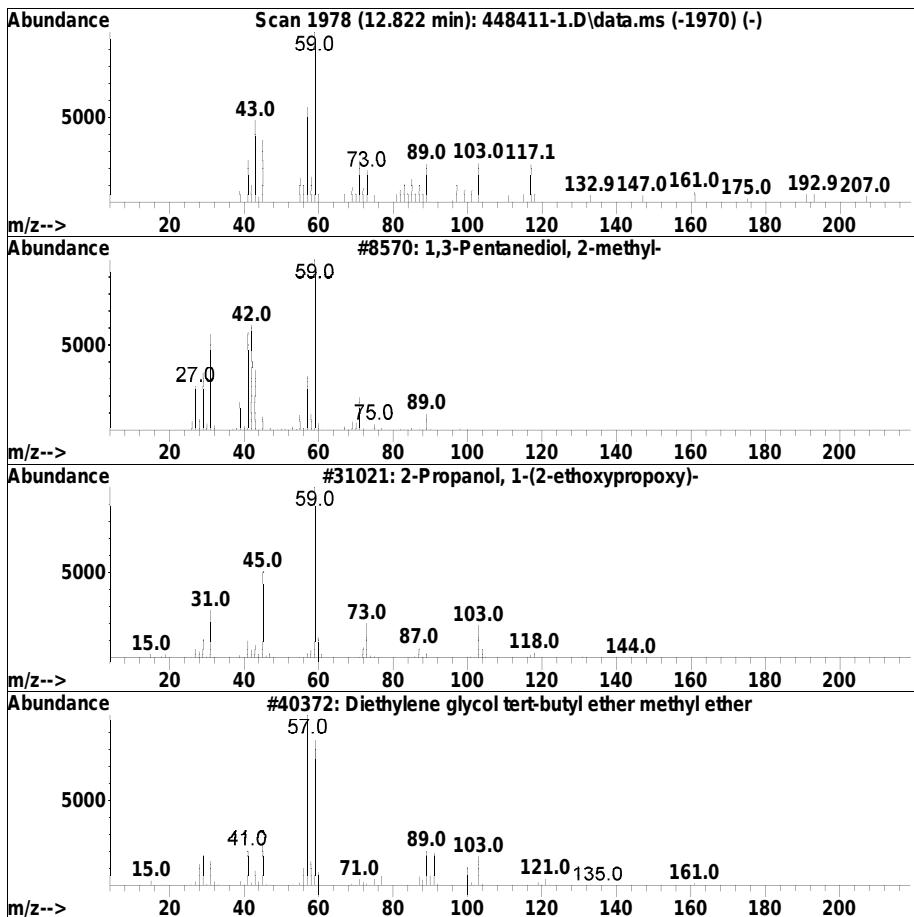 Abundance Scan 1978 (12.822 min): 448411-1.D\data.ms (-1970) (-)
59.0
5000 43.0
73.0 89.0 103.0 117.1
132.9 147.0 161.0 175.0 192.9 207.0
m/z--> 20 40 60 80 100 120 140 160 180 200
Abundance #8570: 1,3-Pentanediol, 2-methyl-
59.0
42.0
5000
27.0
75.0 89.0
m/z--> 20 40 60 80 100 120 140 160 180 200
Abundance #31021: 2-Propanol, 1-(2-ethoxypropoxy)-
59.0
5000 45.0
31.0
15.0 73.0 87.0 103.0 118.0 144.0
m/z--> 20 40 60 80 100 120 140 160 180 200
Abundance #40372: Diethylene glycol tert-butyl ether methyl ether
57.0
5000
41.0 89.0 103.0
15.0 71.0 121.0 135.0 161.0
m/z--> 20 40 60 80 100 120 140 160 180 200